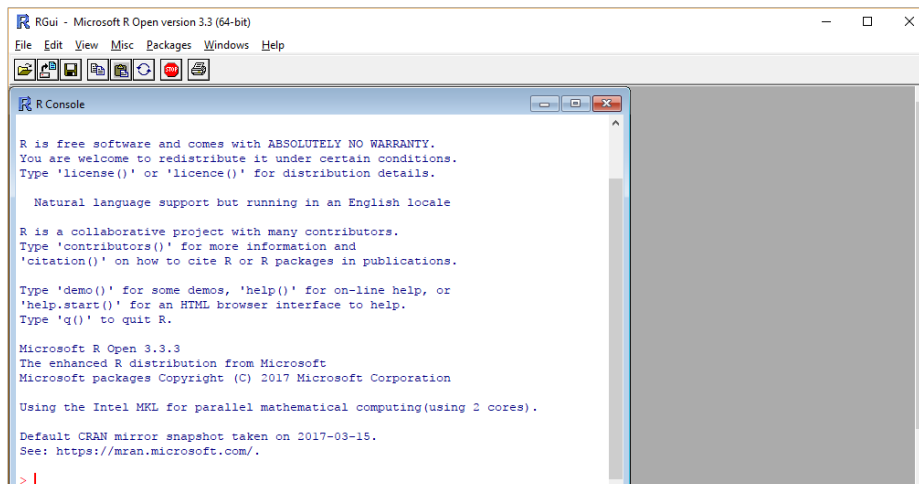 RGui - Microsoft R Open version 3.3 (64-bit)
File Edit View Misc Packages Windows Help
STOP
R Console
R is free software and comes with ABSOLUTELY NO WARRANTY.
You are welcome to redistribute it under certain conditions.
Type 'license()' or 'licence()' for distribution details.
Natural language support but running in an English locale
R is a collaborative project with many contributors.
Type 'contributors()' for more information and
'citation()' on how to cite R or R packages in publications.
Type 'demo()' for some demos, 'help()' for on-line help, or
'help.start()' for an HTML browser interface to help.
Type 'q()' to quit R.
Microsoft R Open 3.3.3
The enhanced R distribution from Microsoft
Microsoft packages Copyright (C) 2017 Microsoft Corporation
Using the Intel MKL for parallel mathematical computing(using 2 cores).
Default CRAN mirror snapshot taken on 2017-03-15.
See: https://mran.microsoft.com/.
>